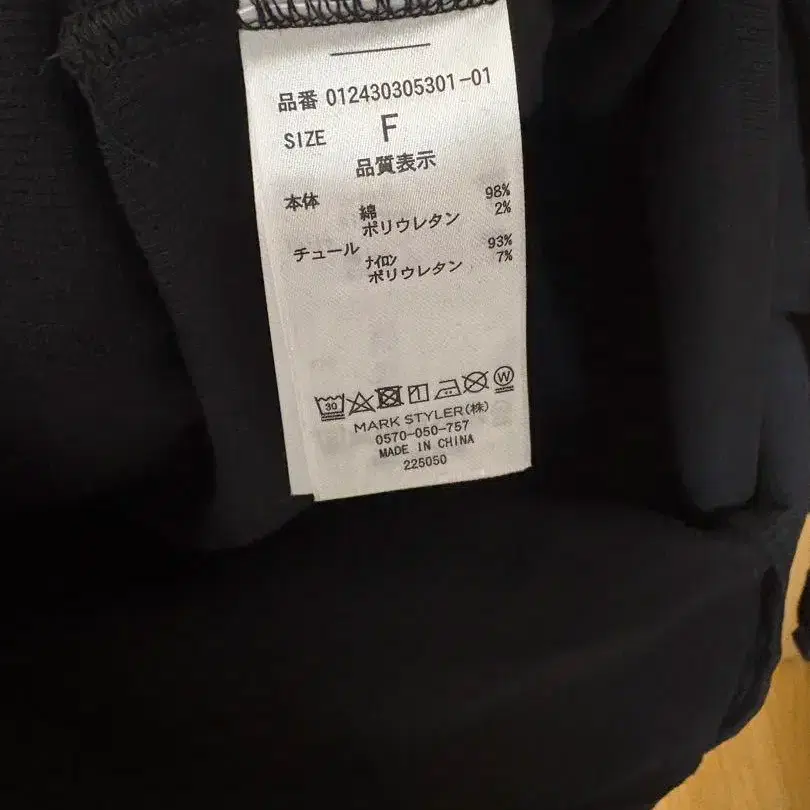 品番 012430305301-01
SIZE F
品質表示
本体 綿 98%
ポリウレタン 2%
チュール ﾅｲﾛﾝ 93%
ポリウレタン 7%
30 W
MARK STYLER(株)
0570-050-757
MADE IN CHINA
225050